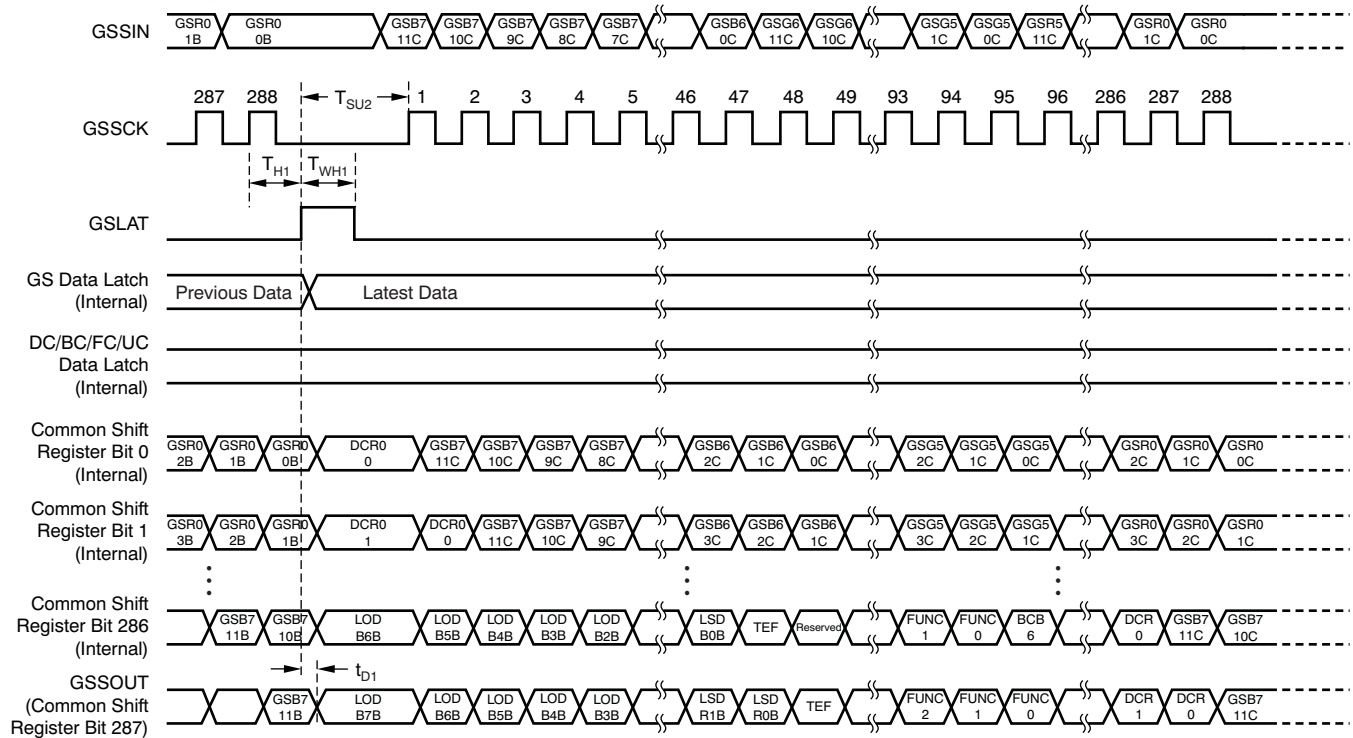 GSSIN
GSR0 1B
GSR0 0B
GSB7 11C
GSB7 10C
GSB7 9C
GSB7 8C
GSB7 7C
GSB6 0C
GSG6 11C
GSG6 10C
GSG5 1C
GSG5 0C
GSR5 11C
GSR0 1C
GSR0 0C
GSSCK
287 288 TSU2 1 2 3 4 5 46 47 48 49 93 94 95 96 286 287 288
TH1 TWH1
GSLAT
GS Data Latch
(Internal)
Previous Data Latest Data
DC/BC/FC/UC
Data Latch
(Internal)
Common Shift
Register Bit 0
(Internal)
GSR0 2B
GSR0 1B
GSR0 0B
DCR0 0
GSB7 11C
GSB7 10C
GSB7 9C
GSB7 8C
GSB6 2C
GSB6 1C
GSB6 0C
GSG5 2C
GSG5 1C
GSG5 0C
GSR0 2C
GSR0 1C
GSR0 0C
Common Shift
Register Bit 1
(Internal)
GSR0 3B
GSR0 2B
GSR0 1B
DCR0 1
DCR0 0
GSB7 11C
GSB7 10C
GSB7 9C
GSB6 3C
GSB6 2C
GSB6 1C
GSG5 3C
GSG5 2C
GSG5 1C
GSR0 3C
GSR0 2C
GSR0 1C
Common Shift
Register Bit 286
(Internal)
GSB7 11B
GSB7 10B
LOD B6B
LOD B5B
LOD B4B
LOD B3B
LOD B2B
LSD B0B
TEF
Reserved
FUNC 1
FUNC 0
BCB 6
DCR 0
GSB7 11C
GSB7 10C
tD1
GSSOUT
(Common Shift
Register Bit 287)
GSB7 11B
LOD B7B
LOD B6B
LOD B5B
LOD B4B
LOD B3B
LSD R1B
LSD R0B
TEF
FUNC 2
FUNC 1
FUNC 0
DCR 1
DCR 0
GSB7 11C